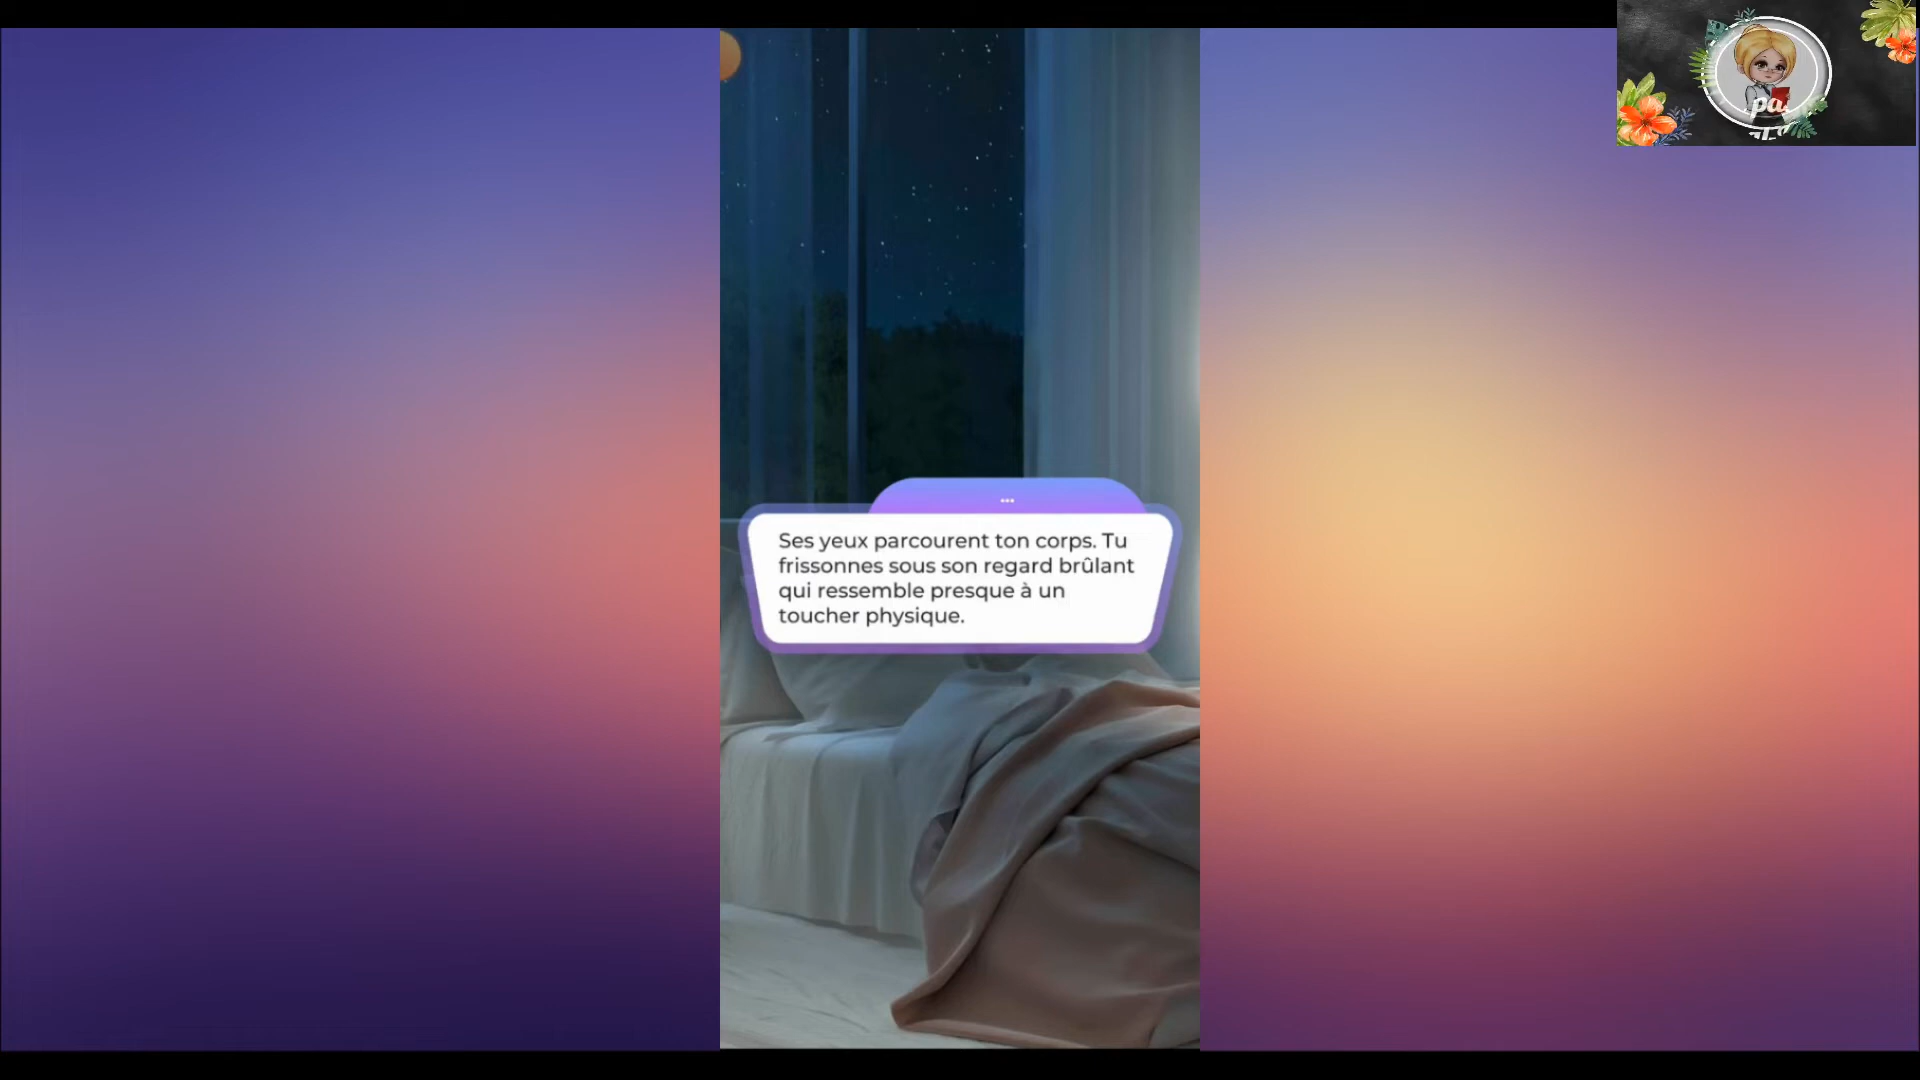 ...
Ses yeux parcourent ton corps. Tu
frissonnes sous son regard brûlant
qui ressemble presque à un
toucher physique.